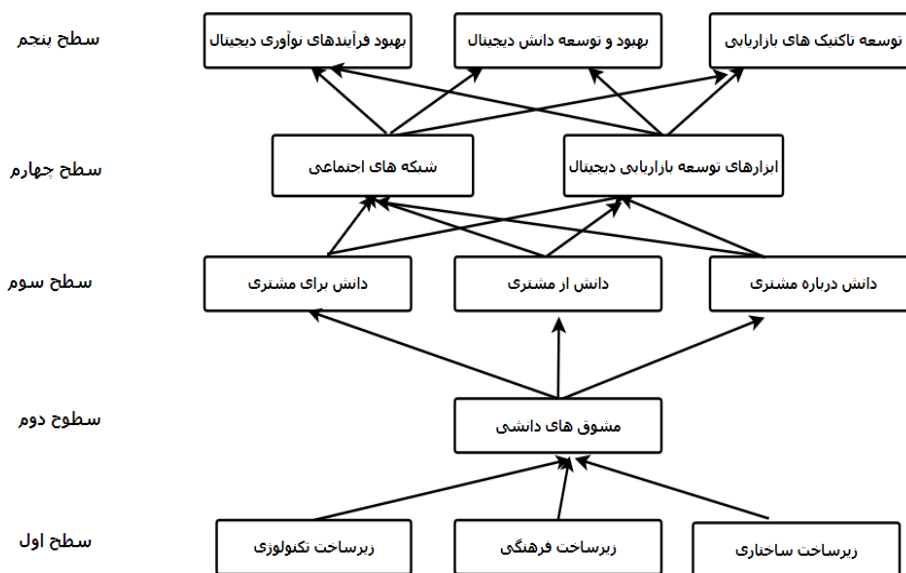 سطح پنجم
توسعه تاکتیک های بازاریابی
بهبود و توسعه دانش دیجیتال
بهبود فرآیندهای نوآوری دیجیتال
سطح چهارم
ابزارهای توسعه بازاریابی دیجیتال
شبکه های اجتماعی
سطح سوم
دانش درباره مشتری
دانش از مشتری
دانش برای مشتری
سطوح دوم
مشوق های دانشی
سطح اول
زیرساخت ساختاری
زیرساخت فرهنگی
زیرساخت تکنولوژی